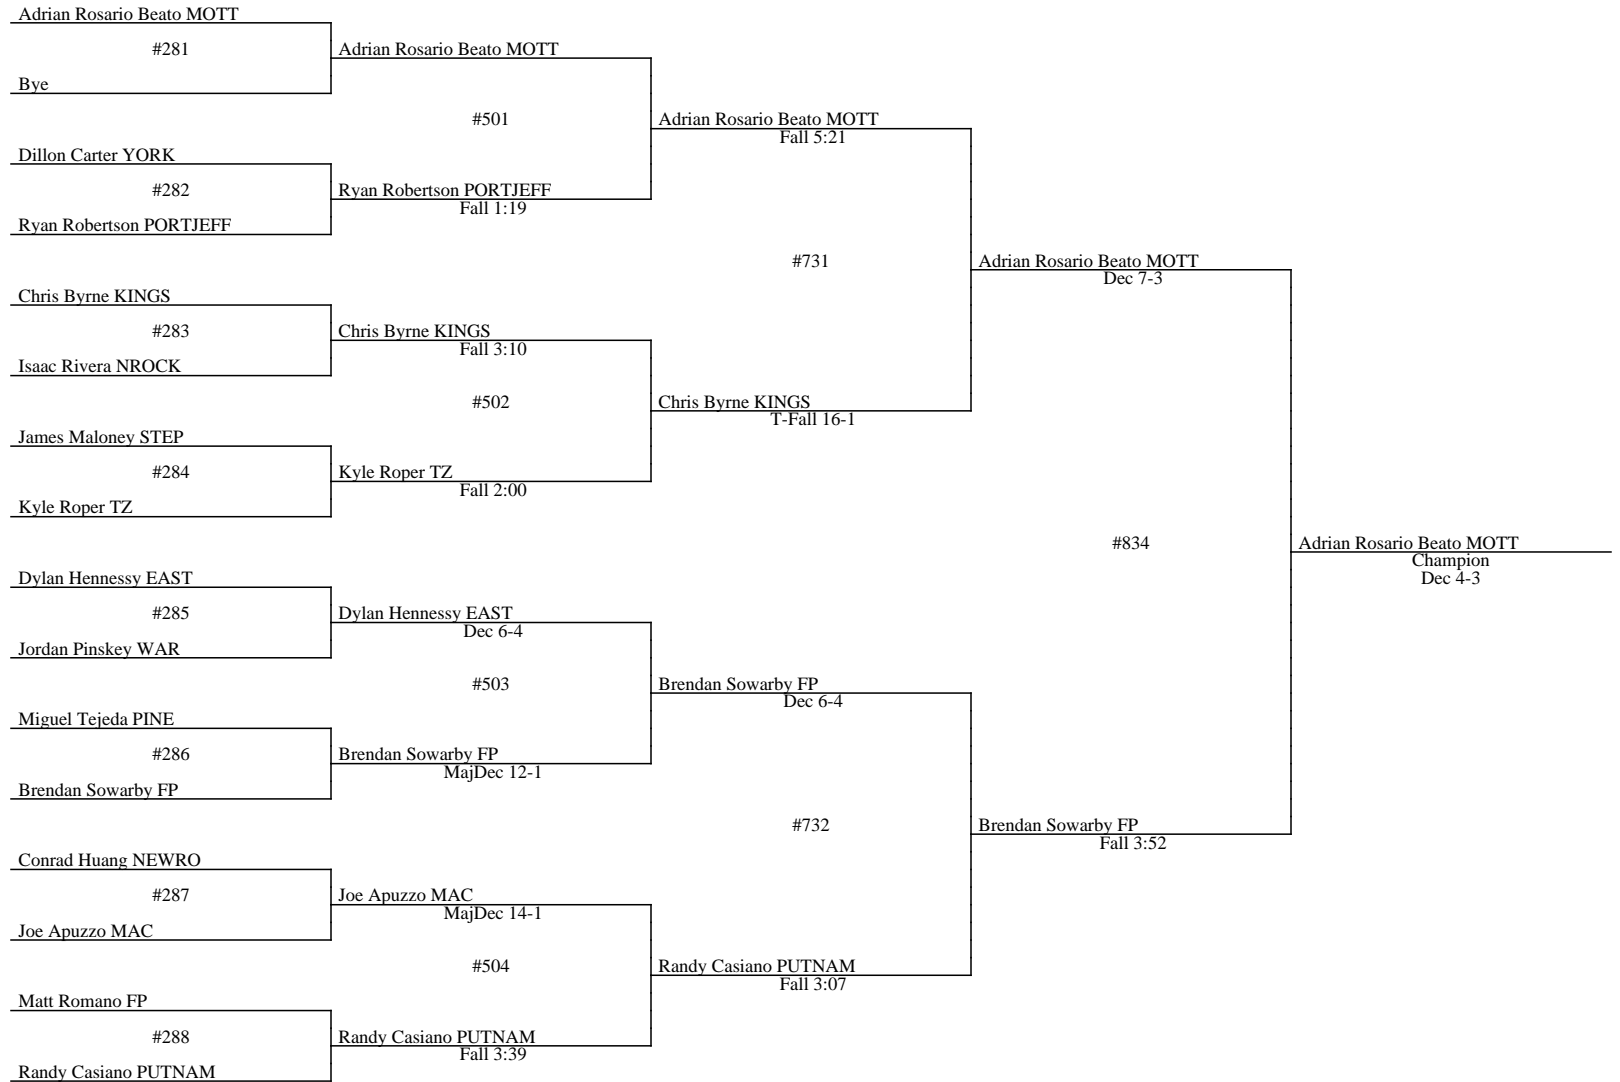 Adrian Rosario Beato MOTT
#281
Bye
Adrian Rosario Beato MOTT
#501
Dillon Carter YORK
#282
Ryan Robertson PORTJEFF
Ryan Robertson PORTJEFF
Fall 1:19
Adrian Rosario Beato MOTT
Fall 5:21
#731
Chris Byrne KINGS
#283
Isaac Rivera NROCK
Chris Byrne KINGS
Fall 3:10
#502
James Maloney STEP
#284
Kyle Roper TZ
Kyle Roper TZ
Fall 2:00
Chris Byrne KINGS
T-Fall 16-1
Adrian Rosario Beato MOTT
Dec 7-3
#834
Adrian Rosario Beato MOTT
Champion
Dec 4-3
Dylan Hennessy EAST
#285
Jordan Pinskey WAR
Dylan Hennessy EAST
Dec 6-4
#503
Miguel Tejeda PINE
#286
Brendan Sowarby FP
Brendan Sowarby FP
MajDec 12-1
Brendan Sowarby FP
Dec 6-4
#732
Brendan Sowarby FP
Fall 3:52
Conrad Huang NEWRO
#287
Joe Apuzzo MAC
Joe Apuzzo MAC
MajDec 14-1
#504
Matt Romano FP
#288
Randy Casiano PUTNAM
Randy Casiano PUTNAM
Fall 3:39
Randy Casiano PUTNAM
Fall 3:07